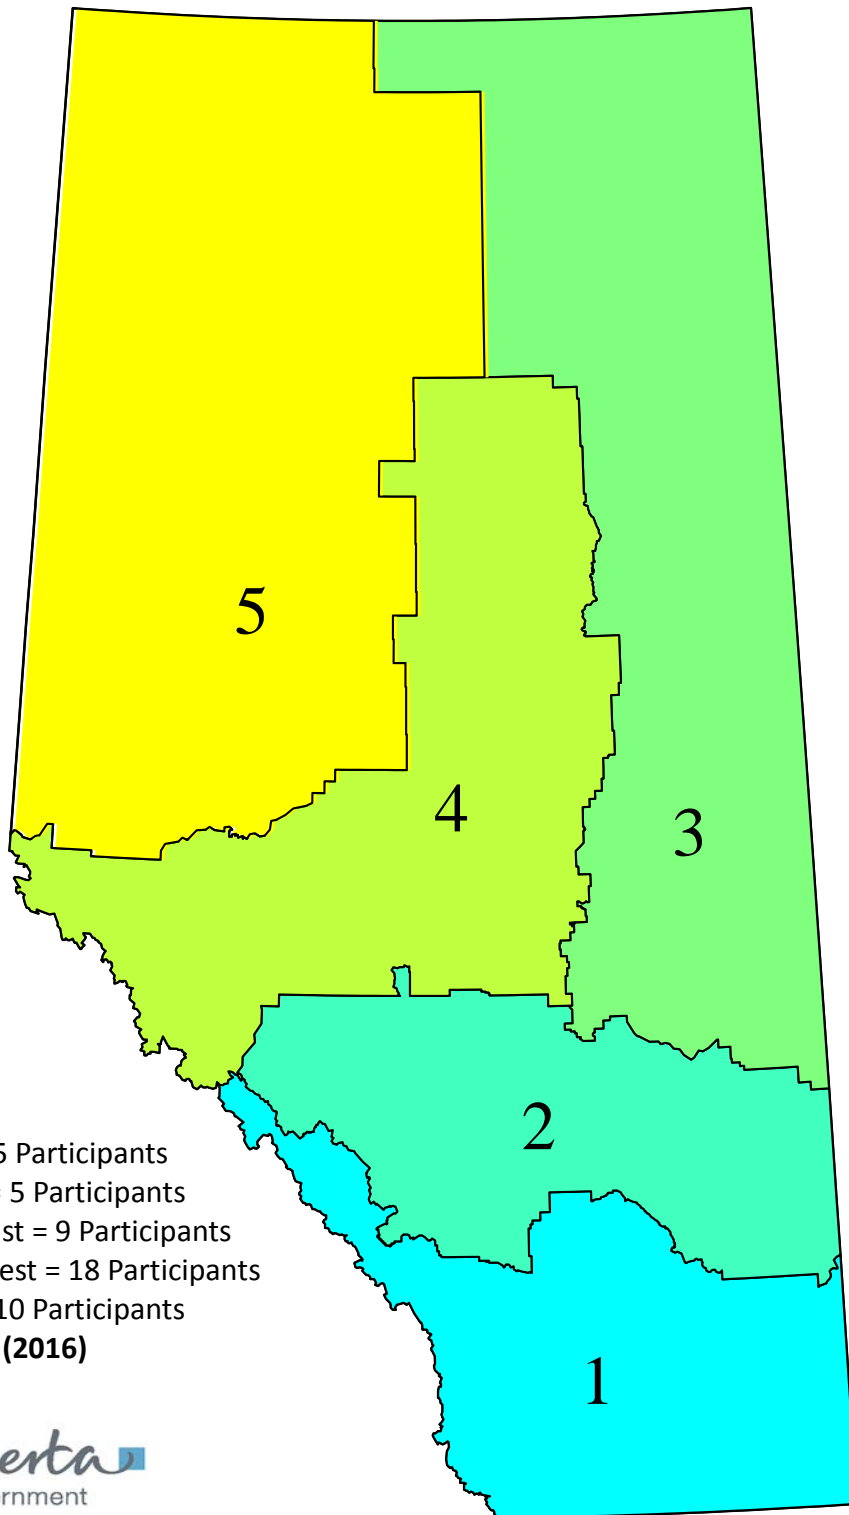 5
4
3
2
1
5 Participants
= 5 Participants
st = 9 Participants
est = 18 Participants
10 Participants
(2016)
erta
ernment